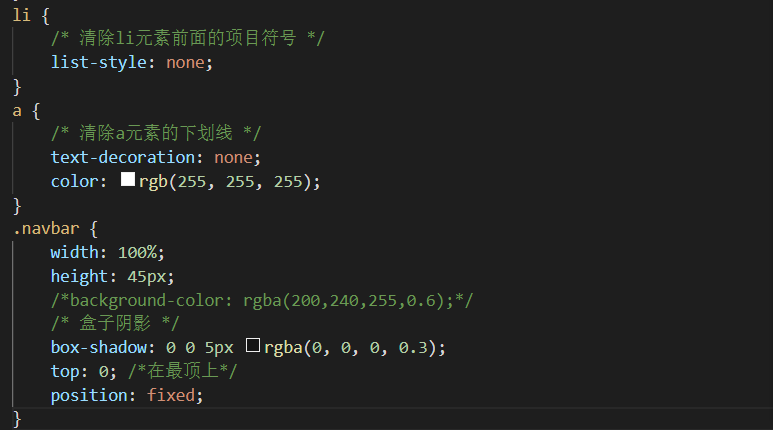 li {
    /* 清除li元素前面的项目符号 */
    list-style: none;
}
a {
    /* 清除a元素的下划线 */
    text-decoration: none;
    color: rgb(255, 255, 255);
}
.navbar {
    width: 100%;
    height: 45px;
    /*background-color: rgba(200,240,255,0.6);*/
    /* 盒子阴影 */
    box-shadow: 0 0 5px rgba(0, 0, 0, 0.3);
    top: 0; /*在最顶上*/
    position: fixed;
}